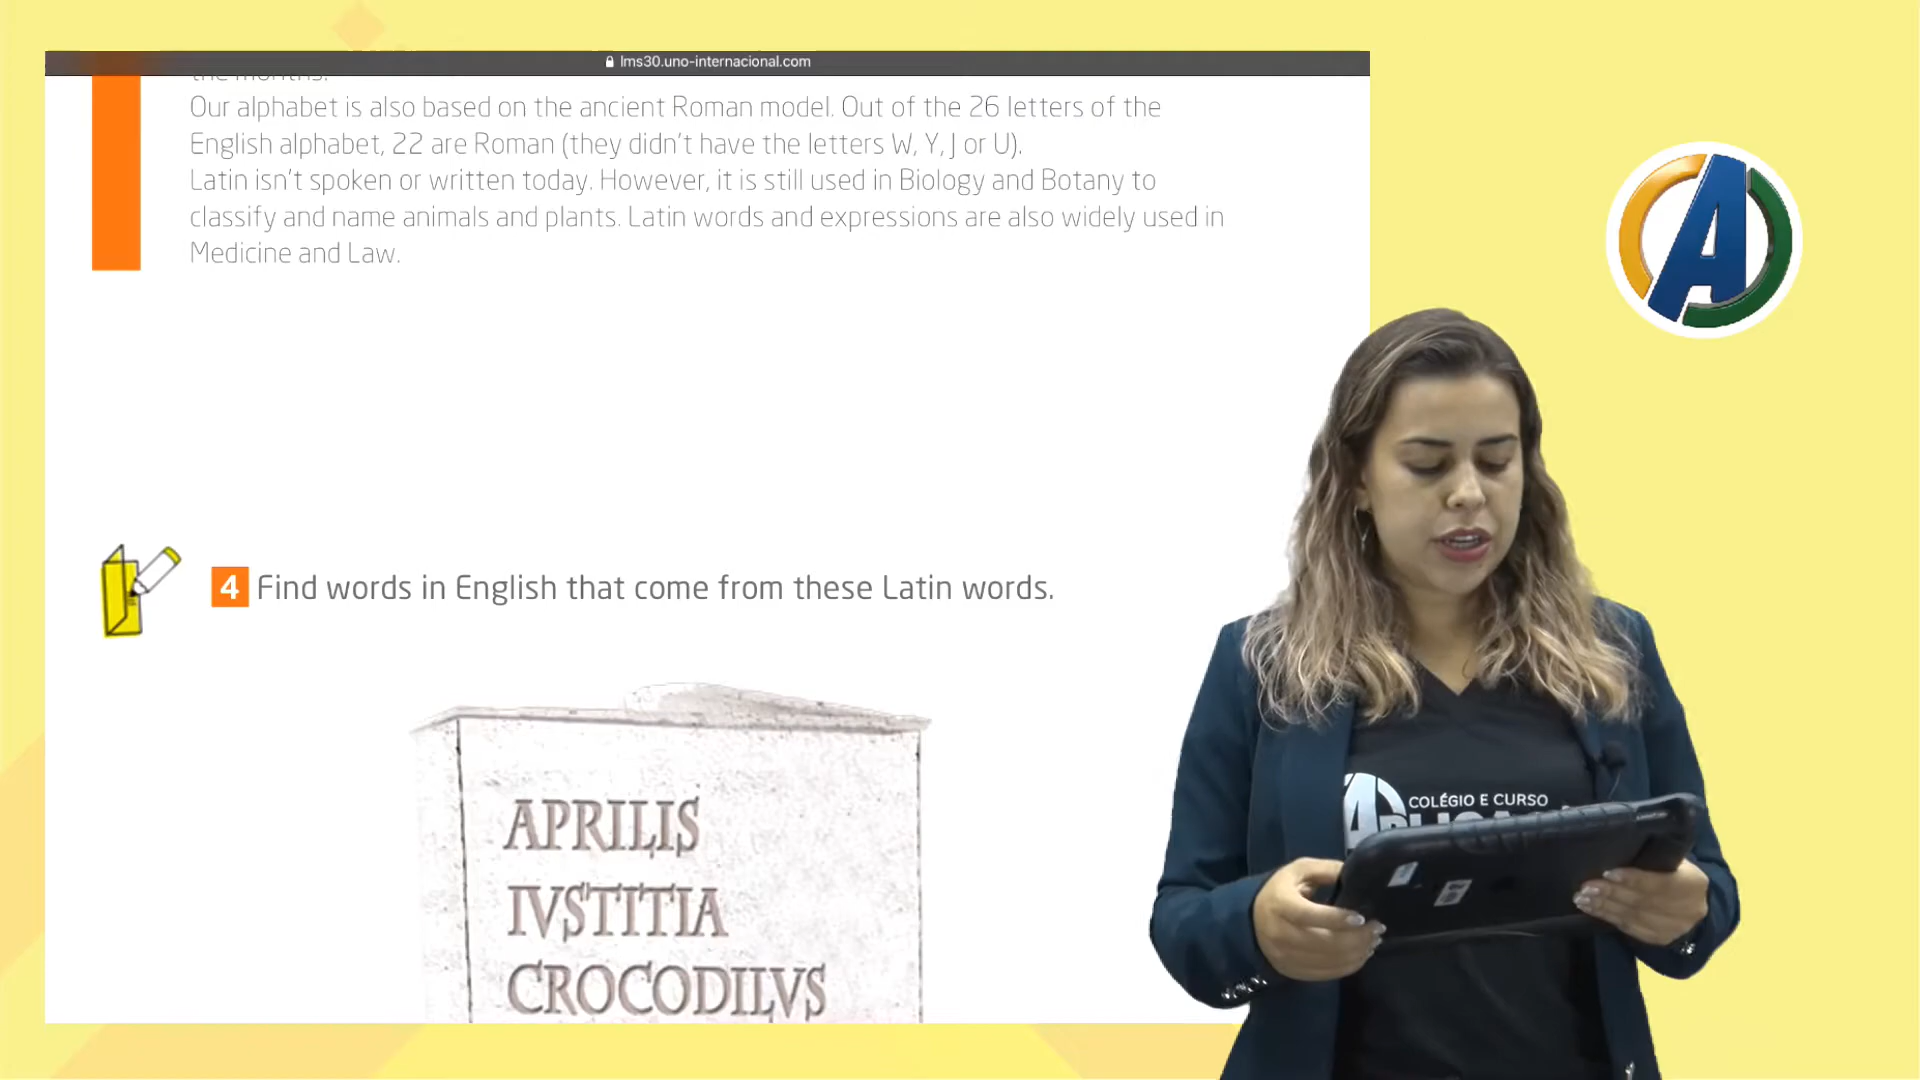 lms30.uno-internacional.com
the months.
Our alphabet is also based on the ancient Roman model. Out of the 26 letters of the
English alphabet, 22 are Roman (they didn't have the letters W, Y, J or U).
Latin isn't spoken or written today. However, it is still used in Biology and Botany to
classify and name animals and plants. Latin words and expressions are also widely used in
Medicine and Law.
4 Find words in English that come from these Latin words.
APRILIS
IVSTITIA
CROCODILVS
A
COLÉGIO E CURSO